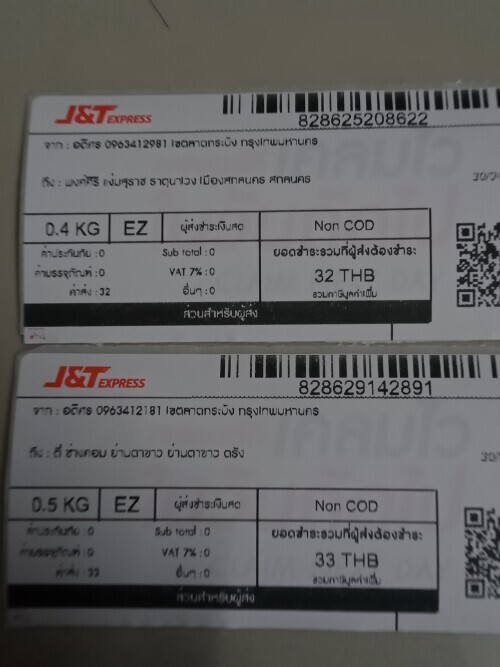 J&T EXPRESS
828625208622
จาก : อดิศร 0963412981 เขตลาดกระบัง กรุงเทพมหานคร
ถึง : พงศ์ศิริ แง่มสุราช ธาตุนาเวง เมืองสกลนคร สกลนคร
30/
0.4 KG EZ ผู้ส่งชำระเงินสด Non COD
ค่าประกันภัย : 0 Sub total : 0 ยอดชำระรวมที่ผู้ส่งต้องชำระ
ค่าบรรจุภัณฑ์ : 0 VAT 7% : 0 32 THB
ค่าส่ง : 32 อื่นๆ : 0 รวมภาษีมูลค่าเพิ่ม
ส่วนสำหรับผู้ส่ง
J&T EXPRESS
828629142891
จาก : อดิศร 0963412181 เขตลาดกระบัง กรุงเทพมหานคร
ถึง : ตี๋ ช่างคอม ย่านตาขาว ย่านตาขาว ตรัง
30/
0.5 KG EZ ผู้ส่งชำระเงินสด Non COD
ค่าประกันภัย : 0 Sub total : 0 ยอดชำระรวมที่ผู้ส่งต้องชำระ
ค่าบรรจุภัณฑ์ : 0 VAT 7% : 0 33 THB
ค่าส่ง : 33 อื่นๆ : 0 รวมภาษีมูลค่าเพิ่ม
ส่วนสำหรับผู้ส่ง